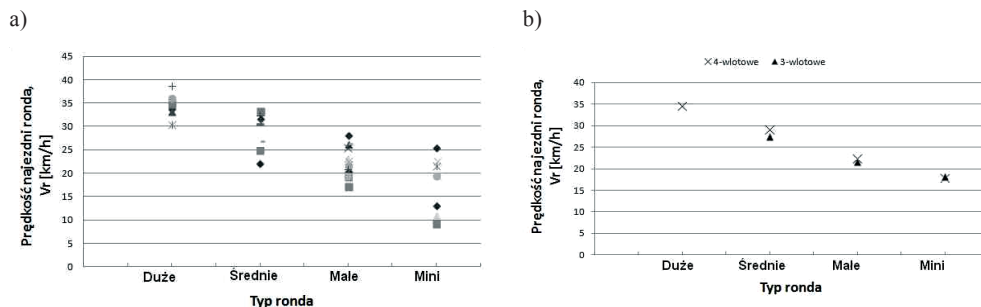 a)
Prędkość najezdni ronda,
Vr [km/h]
45
40
35
30
25
20
15
10
5
0
Duże Średnie Małe Mini
Typ ronda
b)
4-wlotowe 3-wlotowe
Prędkość najezdni ronda,
Vr [km/h]
40
35
30
25
20
15
10
5
0
Duże Średnie Małe Mini
Typ ronda